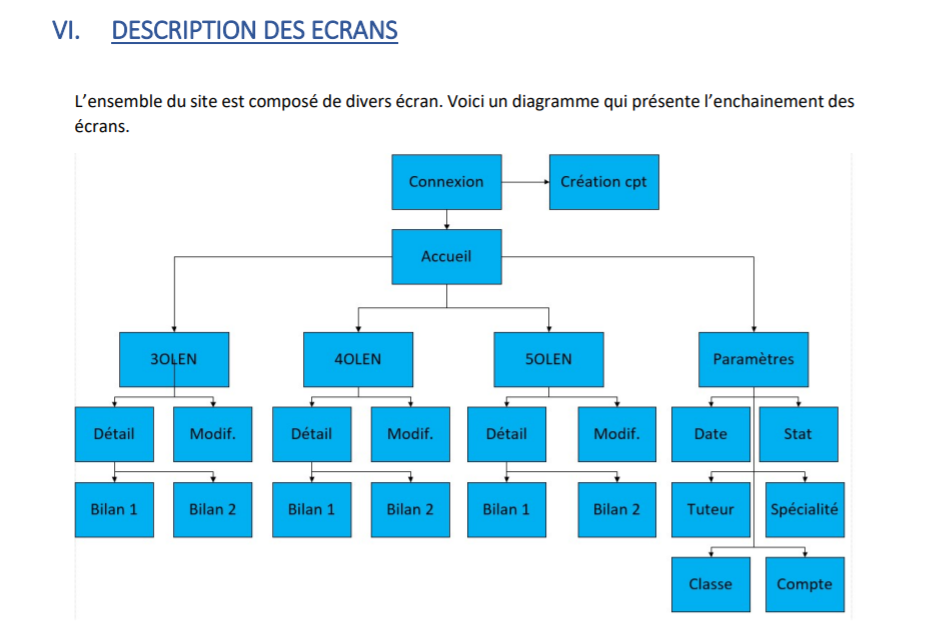 VI. DESCRIPTION DES ECRANS
L’ensemble du site est composé de divers écran. Voici un diagramme qui présente l’enchainement des
écrans.
Connexion
Création cpt
Accueil
3OLEN
4OLEN
5OLEN
Paramètres
Détail
Modif.
Détail
Modif.
Détail
Modif.
Date
Stat
Bilan 1
Bilan 2
Bilan 1
Bilan 2
Bilan 1
Bilan 2
Tuteur
Spécialité
Classe
Compte